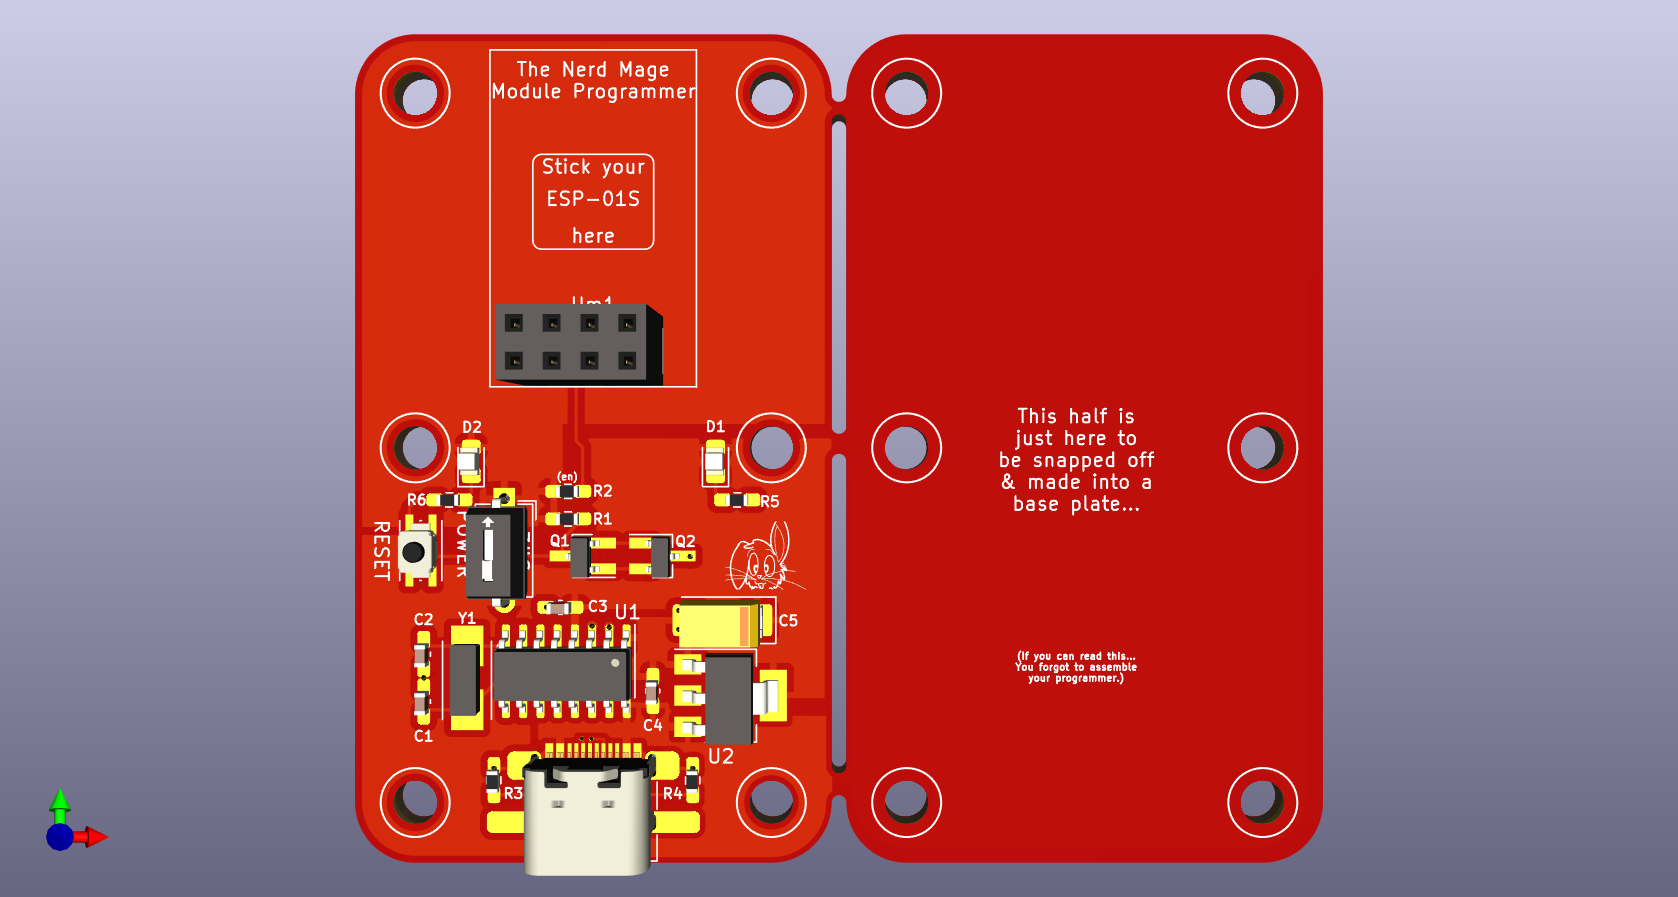 The Nerd Mage
Module Programmer
Stick your
ESP-01S
here
Um1
D2
D1
(en)
R6
R2
R5
R1
RESET
POWER
Q1
Q2
C3
U1
C2
Y1
C5
C1
C4
U2
R3
R4
This half is
just here to
be snapped off
& made into a
base plate...
(If you can read this...
You forgot to assemble
your programmer.)